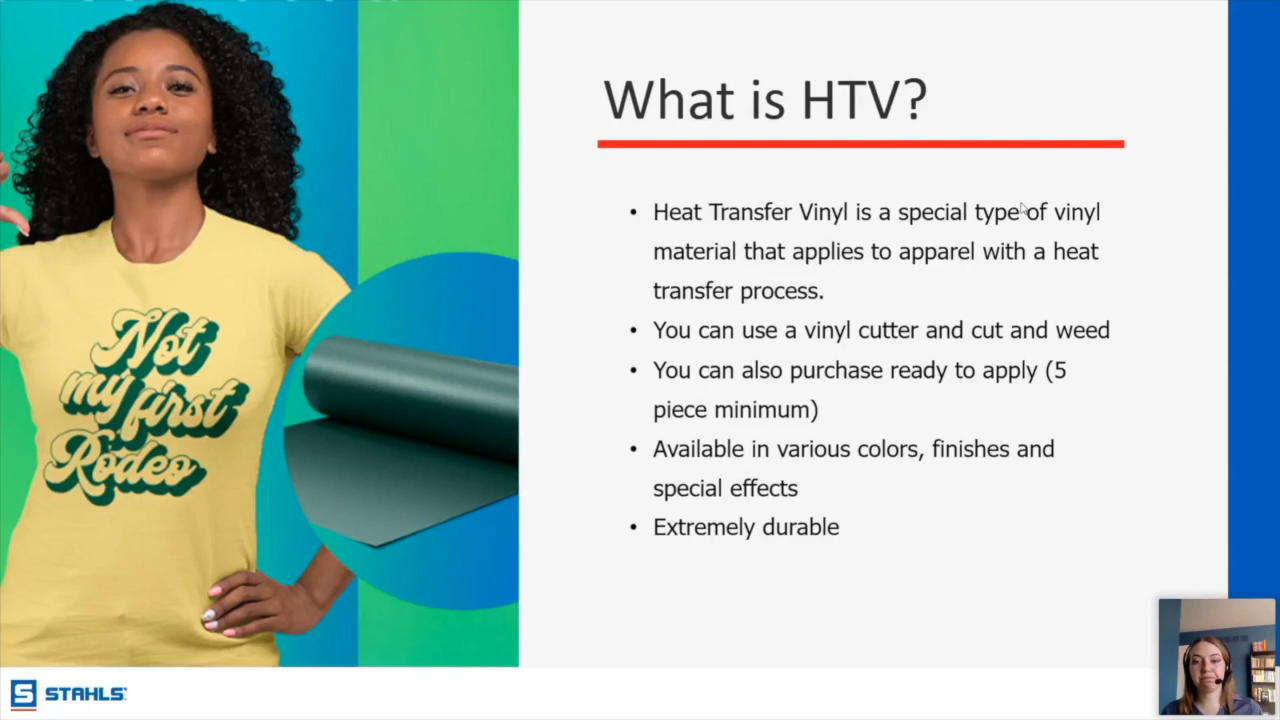 Not
my first
Rodeo
What is HTV?
• Heat Transfer Vinyl is a special type of vinyl
material that applies to apparel with a heat
transfer process.
• You can use a vinyl cutter and cut and weed
• You can also purchase ready to apply (5
piece minimum)
• Available in various colors, finishes and
special effects
• Extremely durable
S STAHLS'